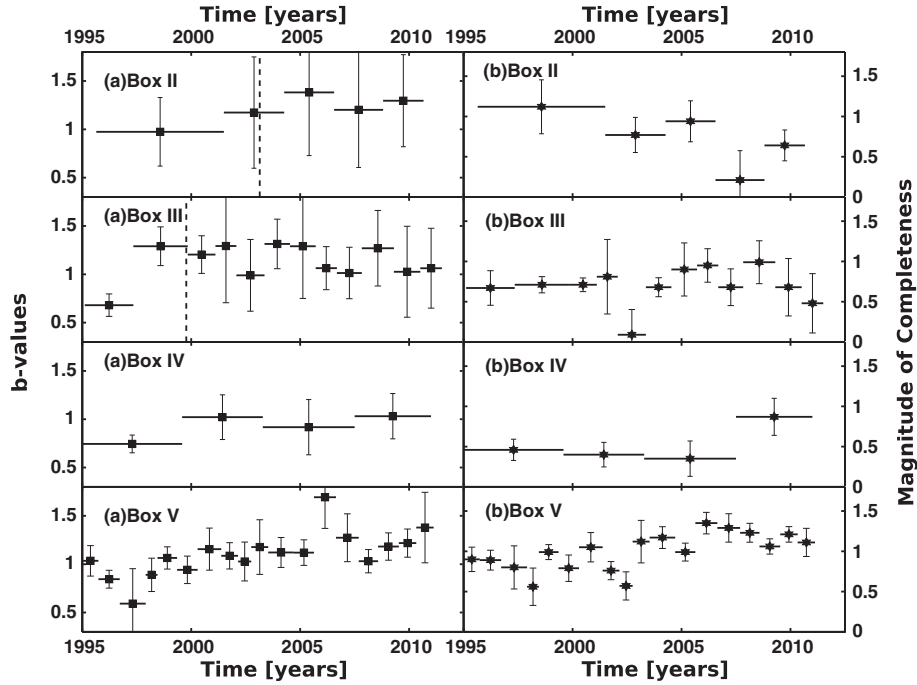 Time [years] Time [years]
1995 2000 2005 2010 1995 2000 2005 2010
(a)Box II (b)Box II
1.5 1.5
1 1
0.5 0.5
0
(a)Box III (b)Box III
1.5 1.5
1 1
0.5 0.5
0
(a)Box IV (b)Box IV
1.5 1.5
1 1
0.5 0.5
0
(a)Box V (b)Box V
1.5 1.5
1 1
0.5 0.5
0
1995 2000 2005 2010 1995 2000 2005 2010
Time [years] Time [years]
b-values
Magnitude of Completeness